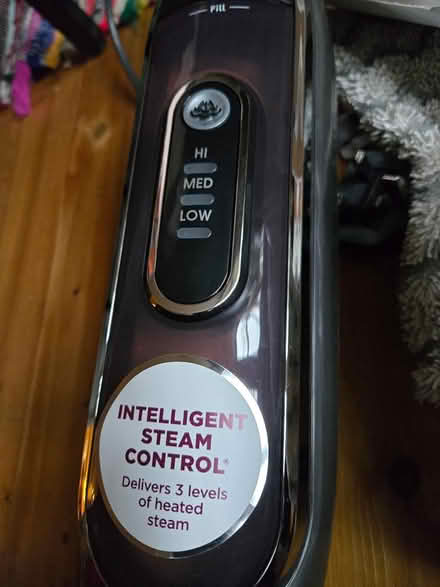 Fill
HI
MED
LOW
INTELLIGENT
STEAM
CONTROL*
Delivers 3 levels
of heated
steam